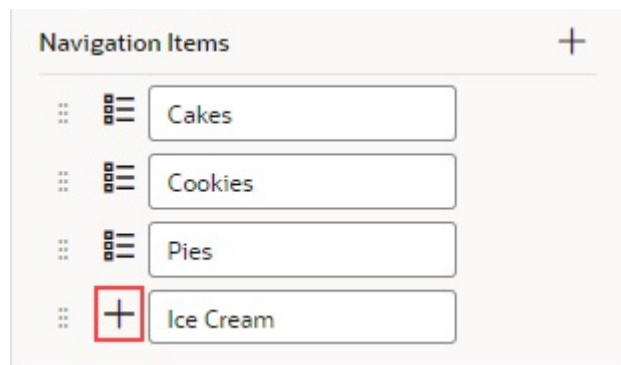 Navigation Items
Cakes
Cookies
Pies
Ice Cream